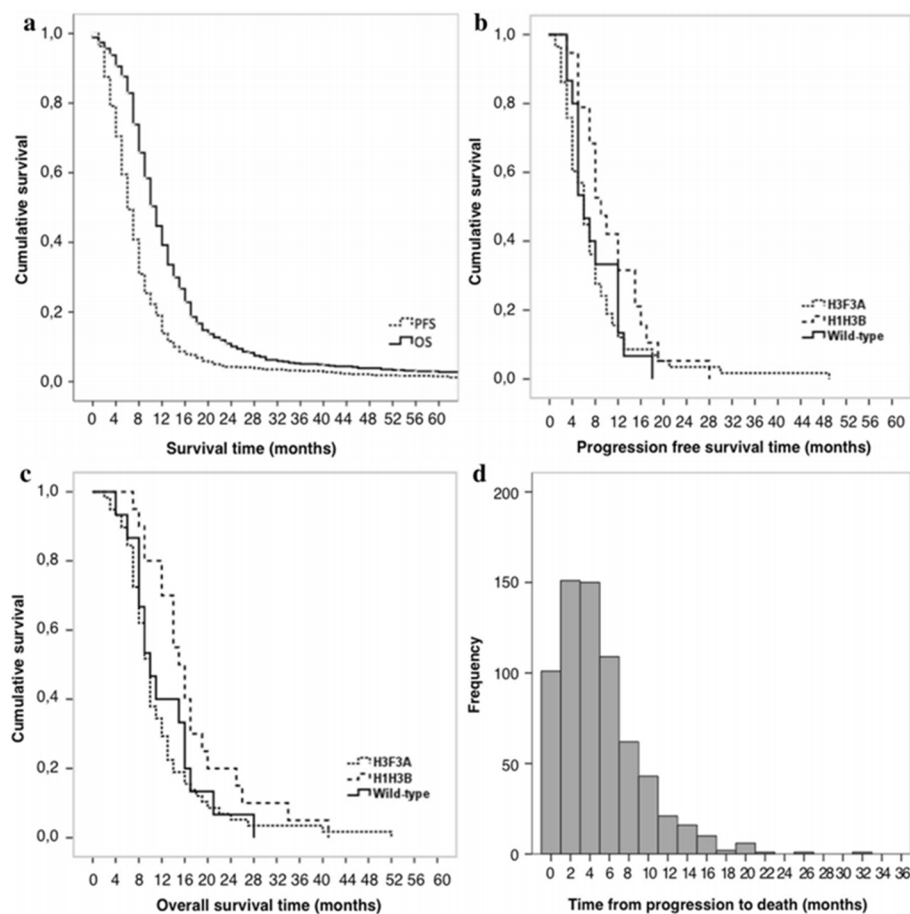 a
1,0
0,8
0,6
0,4
0,2
0,0
Cumulative survival
PFS
OS
0 4 8 12 16 20 24 28 32 36 40 44 48 52 56 60
Survival time (months)
b
1,0
0,8
0,6
0,4
0,2
0,0
Cumulative survival
H3F3A
H1H3B
Wild-type
0 4 8 12 16 20 24 28 32 36 40 44 48 52 56 60
Progression free survival time (months)
c
1,0
0,8
0,6
0,4
0,2
0,0
Cumulative survival
H3F3A
H1H3B
Wild-type
0 4 8 12 16 20 24 28 32 36 40 44 48 52 56 60
Overall survival time (months)
d
200
150
100
50
0
Frequency
0 2 4 6 8 10 12 14 16 18 20 22 24 26 28 30 32 34 36
Time from progression to death (months)